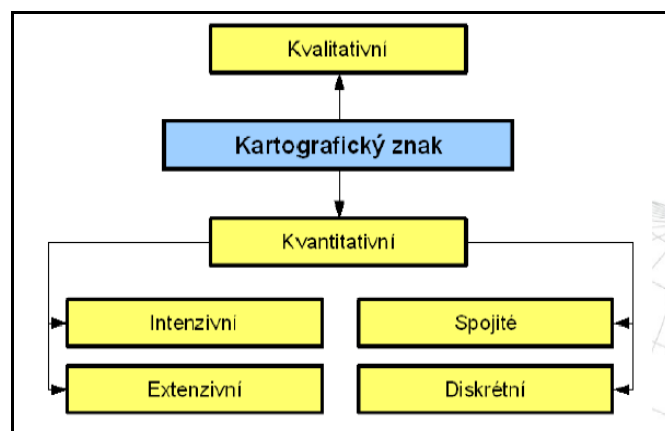 Kvalitativní
Kartografický znak
Kvantitativní
Intenzivní
Spojité
Extenzivní
Diskrétní